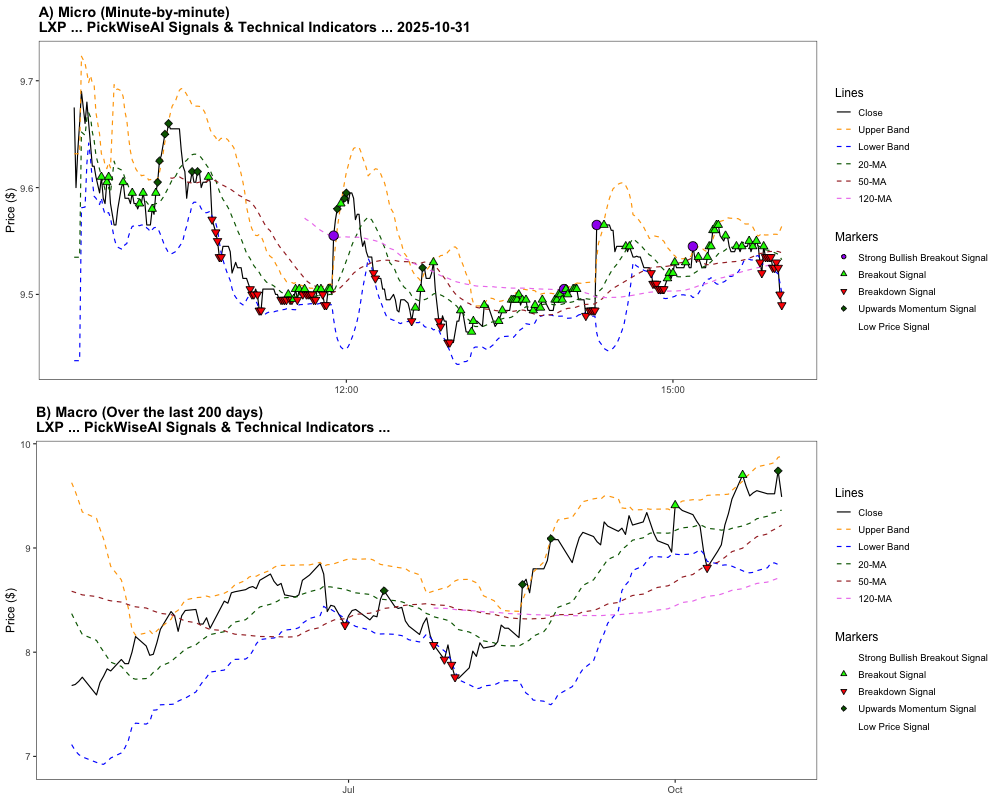 A) Micro (Minute-by-minute)
LXP ... PickWiseAI Signals & Technical Indicators ... 2025-10-31
Price ($)
9.7
9.6
9.5
12:00
15:00
Lines
Close
Upper Band
Lower Band
20-MA
50-MA
120-MA
Markers
Strong Bullish Breakout Signal
Breakout Signal
Breakdown Signal
Upwards Momentum Signal
Low Price Signal
B) Macro (Over the last 200 days)
LXP ... PickWiseAI Signals & Technical Indicators ...
Price ($)
10
9
8
7
Jul
Oct
Lines
Close
Upper Band
Lower Band
20-MA
50-MA
120-MA
Markers
Strong Bullish Breakout Signal
Breakout Signal
Breakdown Signal
Upwards Momentum Signal
Low Price Signal